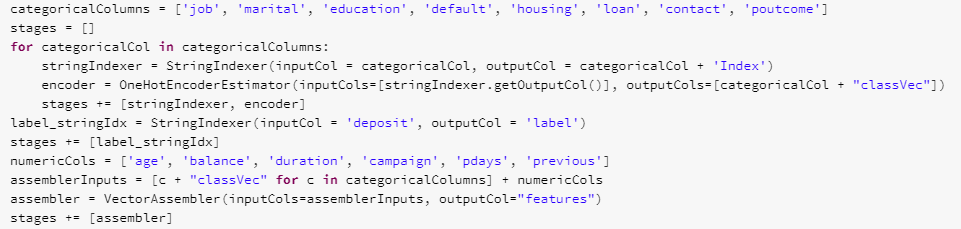 categoricalColumns = ['job', 'marital', 'education', 'default', 'housing', 'loan', 'contact', 'poutcome']
stages = []
for categoricalCol in categoricalColumns:
    stringIndexer = StringIndexer(inputCol = categoricalCol, outputCol = categoricalCol + 'Index')
    encoder = OneHotEncoderEstimator(inputCols=[stringIndexer.getOutputCol()], outputCols=[categoricalCol + "classVec"])
    stages += [stringIndexer, encoder]
label_stringIdx = StringIndexer(inputCol = 'deposit', outputCol = 'label')
stages += [label_stringIdx]
numericCols = ['age', 'balance', 'duration', 'campaign', 'pdays', 'previous']
assemblerInputs = [c + "classVec" for c in categoricalColumns] + numericCols
assembler = VectorAssembler(inputCols=assemblerInputs, outputCol="features")
stages += [assembler]